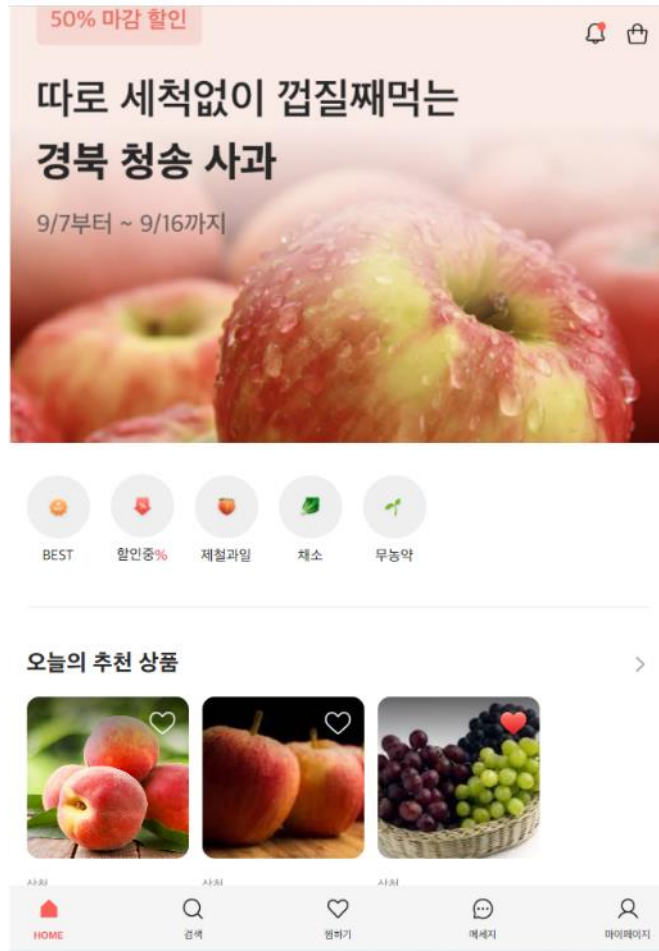 50% 마감 할인
따로 세척없이 껍질째먹는
경북 청송 사과
9/7부터 ~ 9/16까지
BEST
할인중%
제철과일
채소
무농약
오늘의 추천 상품
HOME
검색
찜하기
메세지
마이페이지